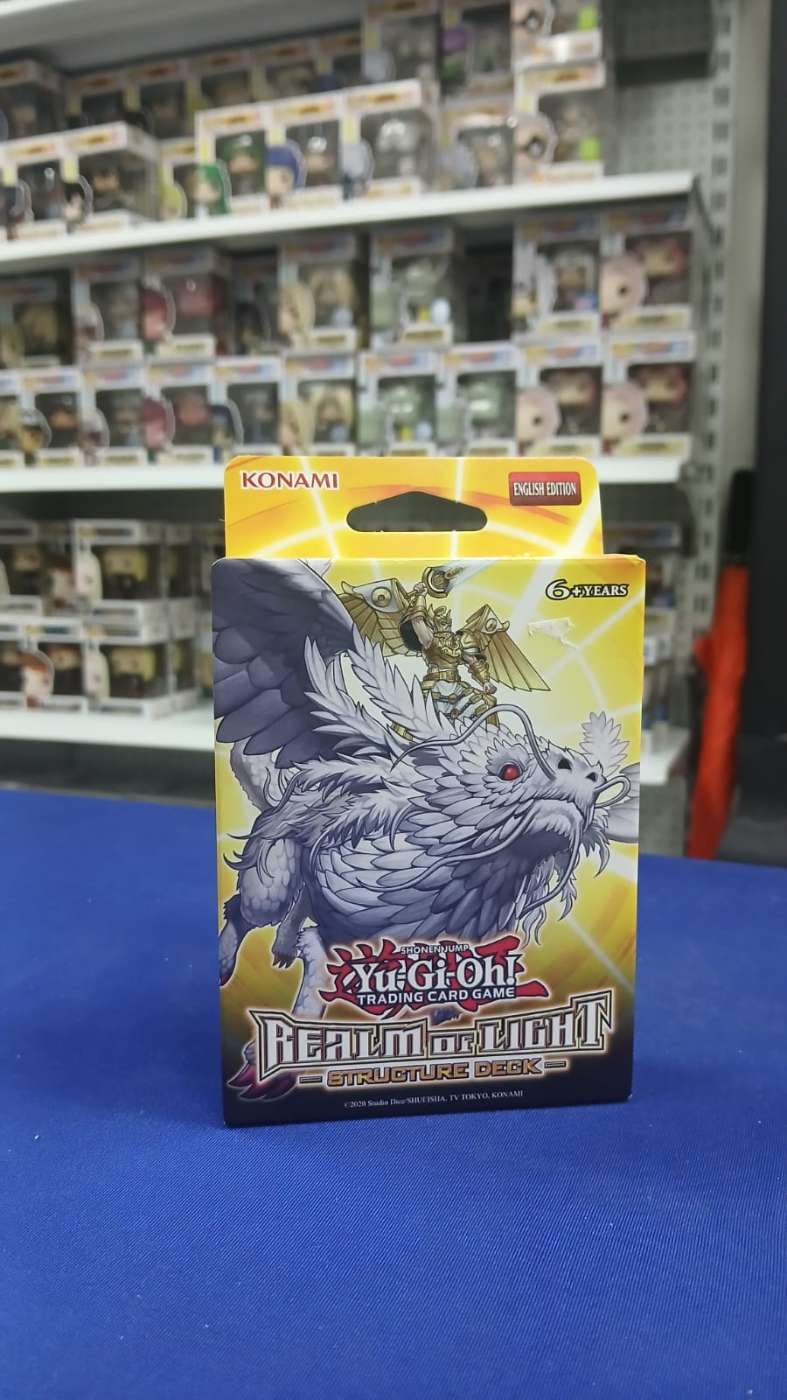 KONAMI
ENGLISH EDITION
6+YEARS
SHONEN JUMP
Yu-Gi-Oh!
TRADING CARD GAME
REALM OF LIGHT
STRUCTURE DECK
©2020 Studio Dice/SHUEISHA, TV TOKYO, KONAMI